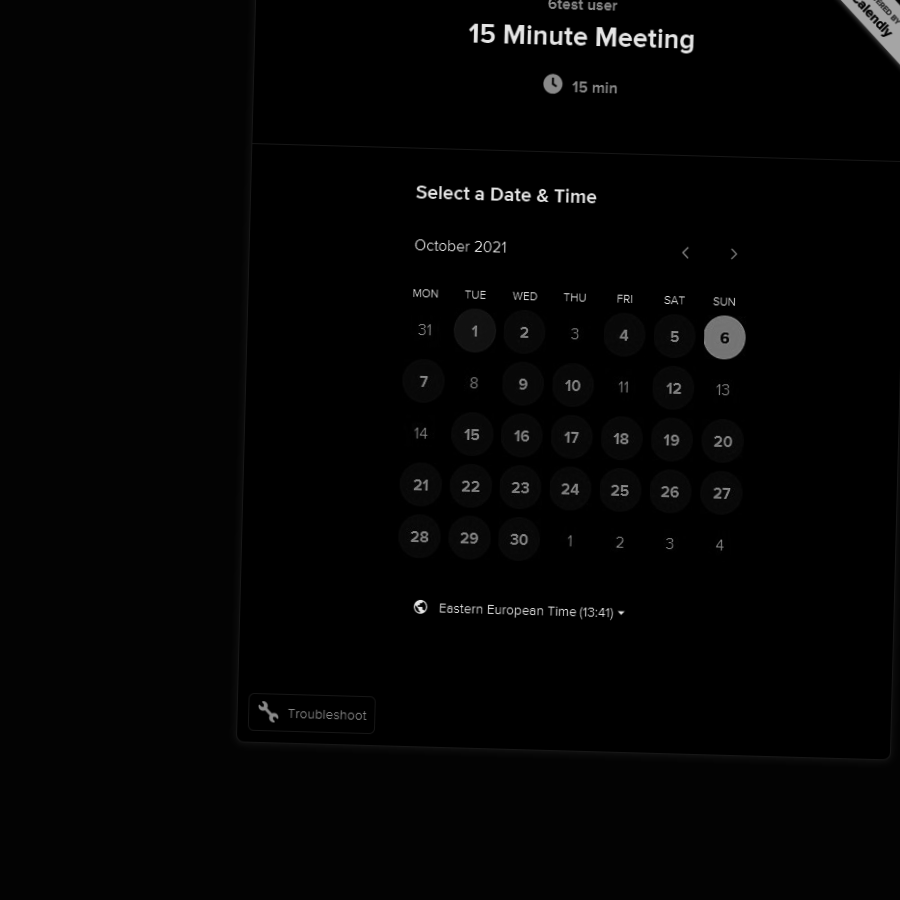 6test user
15 Minute Meeting
15 min
POWERED BY
Calendly
Select a Date & Time
October 2021
MON TUE WED THU FRI SAT SUN
31 1 2 3 4 5 6
7 8 9 10 11 12 13
14 15 16 17 18 19 20
21 22 23 24 25 26 27
28 29 30 1 2 3 4
Eastern European Time (13:41)
Troubleshoot